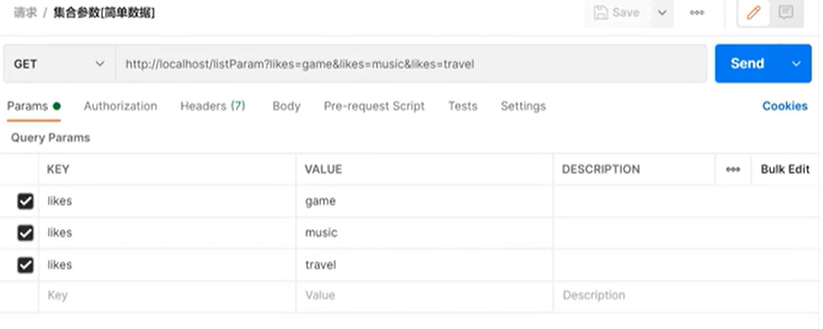 请求 / 集合参数[简单数据] Save
GET http://localhost/listParam?likes=game&likes=music&likes=travel Send
Params Authorization Headers (7) Body Pre-request Script Tests Settings Cookies
Query Params
KEY VALUE DESCRIPTION Bulk Edit
likes game
likes music
likes travel
Key Value Description